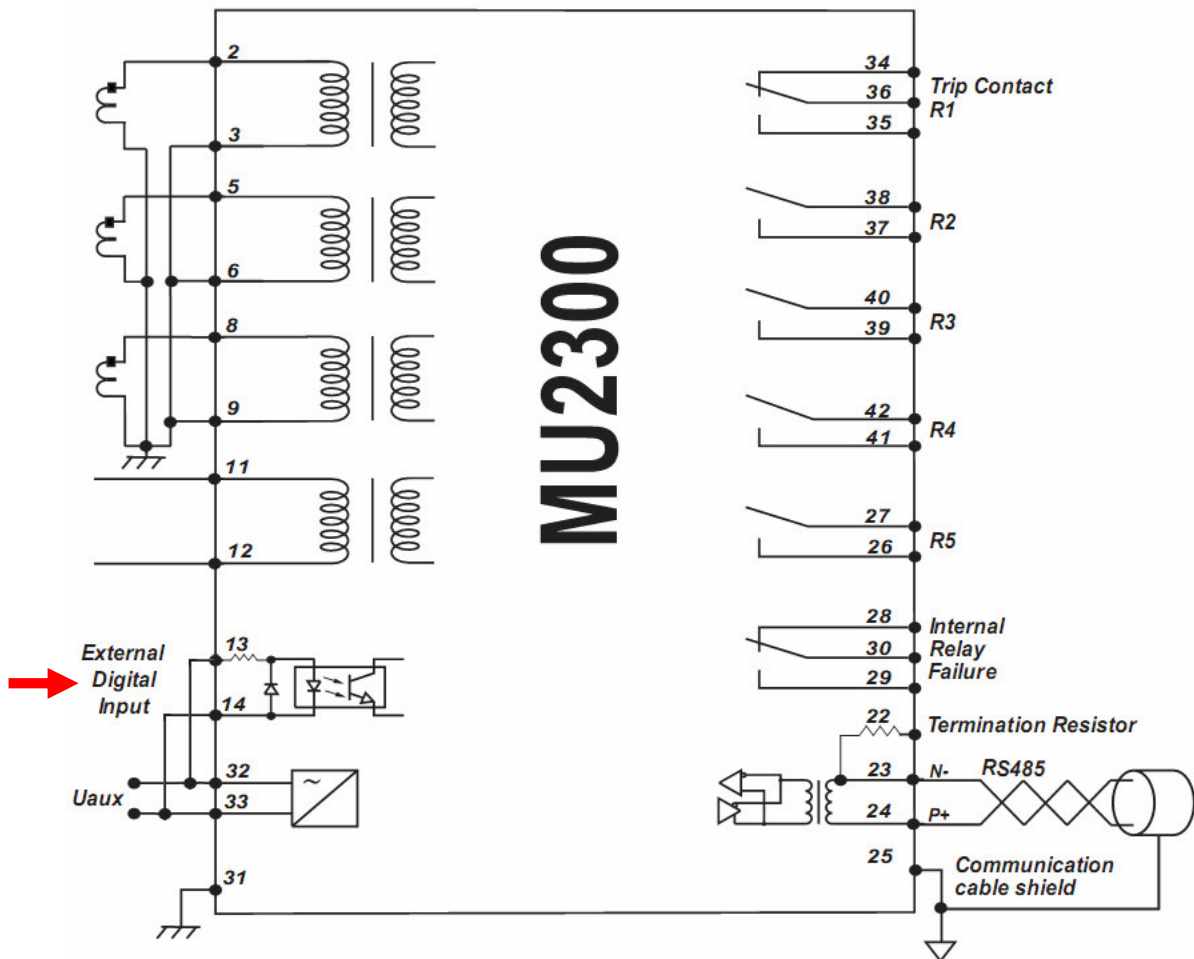 2
3
5
6
8
9
11
12
External
Digital
Input
13
14
Uaux
32
33
~
31
MU2300
34
36
35
Trip Contact
R1
38
37
R2
40
39
R3
42
41
R4
27
26
R5
28
30
29
Internal
Relay
Failure
22
Termination Resistor
23
N-
RS485
24
P+
25
Communication
cable shield